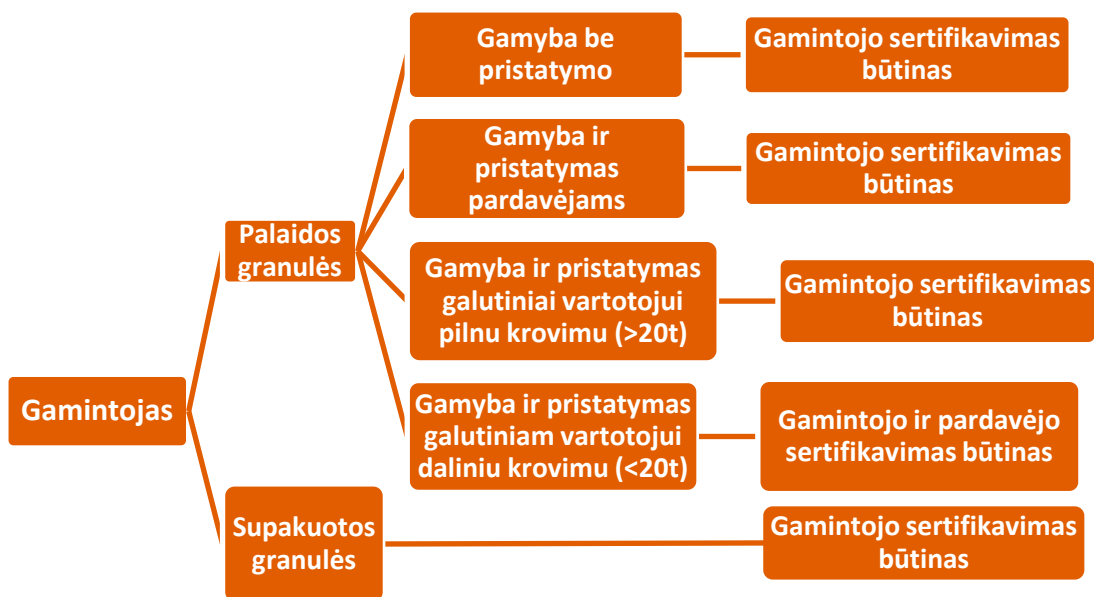 Gamintojas
Palaidos
granulės
Gamyba be
pristatymo
Gamintojo sertifikavimas
būtinas
Gamyba ir
pristatymas
pardavėjams
Gamintojo sertifikavimas
būtinas
Gamyba ir pristatymas
galutiniai vartotojui
pilnu krovimu (>20t)
Gamintojo sertifikavimas
būtinas
Gamyba ir pristatymas
galutiniam vartotojui
daliniu krovimu (<20t)
Gamintojo ir pardavėjo
sertifikavimas būtinas
Supakuotos
granulės
Gamintojo sertifikavimas
būtinas